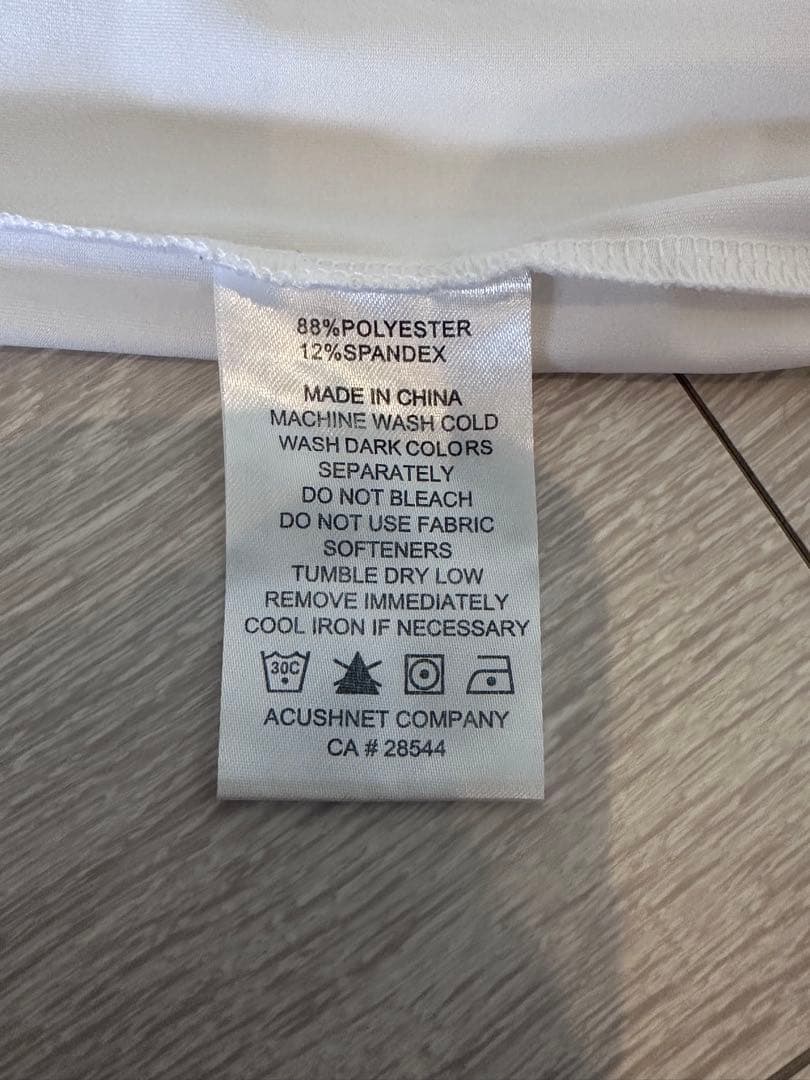 88%POLYESTER
12%SPANDEX
MADE IN CHINA
MACHINE WASH COLD
WASH DARK COLORS
SEPARATELY
DO NOT BLEACH
DO NOT USE FABRIC
SOFTENERS
TUMBLE DRY LOW
REMOVE IMMEDIATELY
COOL IRON IF NECESSARY
30C
ACUSHNET COMPANY
CA # 28544